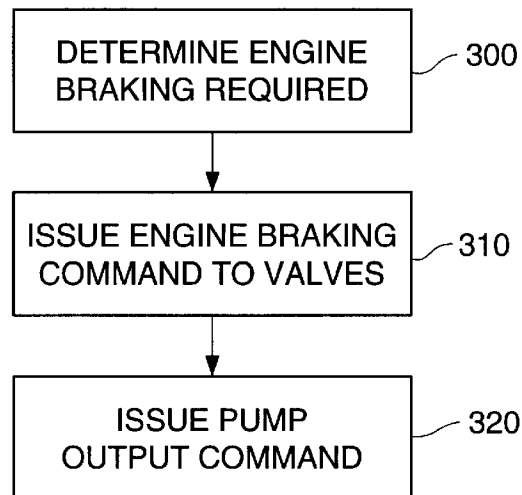 DETERMINE ENGINE
BRAKING REQUIRED
300
ISSUE ENGINE BRAKING
COMMAND TO VALVES
310
ISSUE PUMP
OUTPUT COMMAND
320